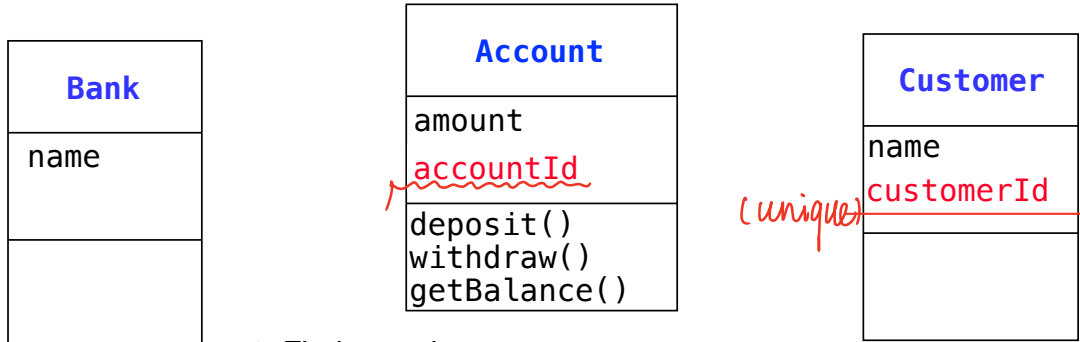 Bank
name
Account
amount
accountId
deposit()
withdraw()
getBalance()
Customer
name
customerId
(unique)